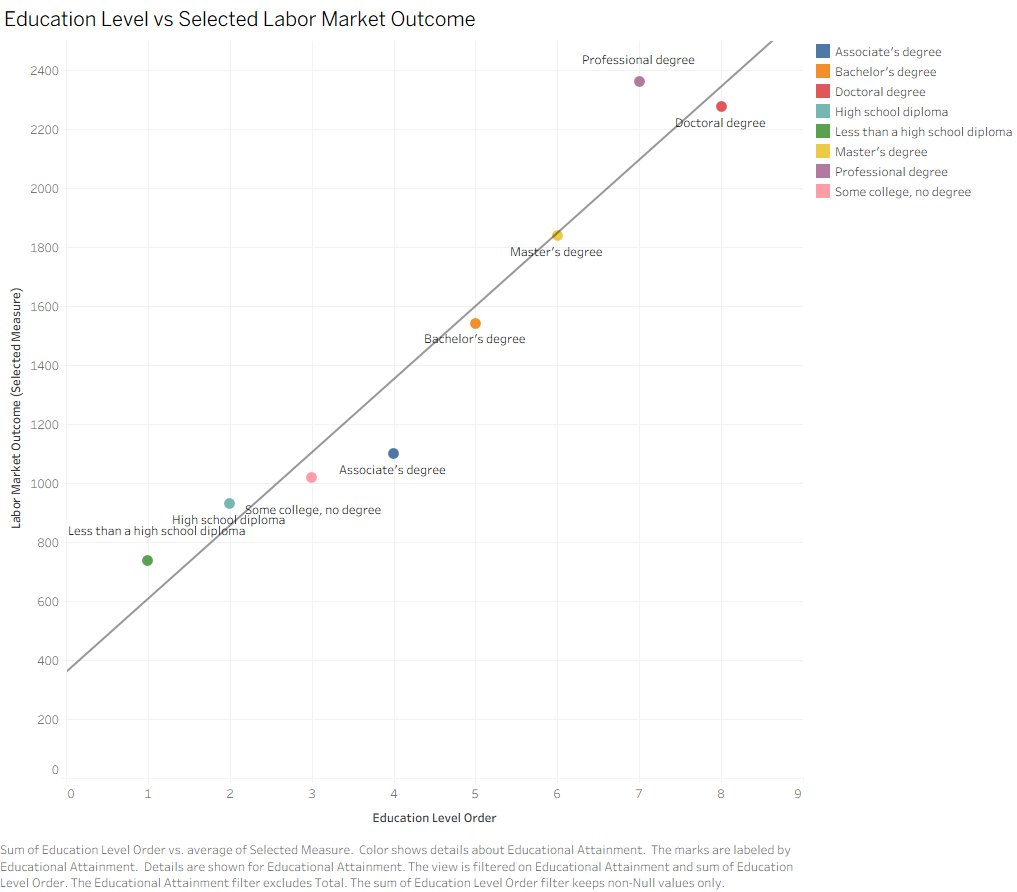 Education Level vs Selected Labor Market Outcome
Associate's degree
Bachelor's degree
Doctoral degree
High school diploma
Less than a high school diploma
Master's degree
Professional degree
Some college, no degree
Labor Market Outcome (Selected Measure)
2400
2200
2000
1800
1600
1400
1200
1000
800
600
400
200
0
Professional degree
Doctoral degree
Master's degree
Bachelor's degree
Associate's degree
Some college, no degree
High school diploma
Less than a high school diploma
0 1 2 3 4 5 6 7 8 9
Education Level Order
Sum of Education Level Order vs. average of Selected Measure.  Color shows details about Educational Attainment.  The marks are labeled by
Educational Attainment.  Details are shown for Educational Attainment. The view is filtered on Educational Attainment and sum of Education
Level Order. The Educational Attainment filter excludes Total. The sum of Education Level Order filter keeps non-Null values only.